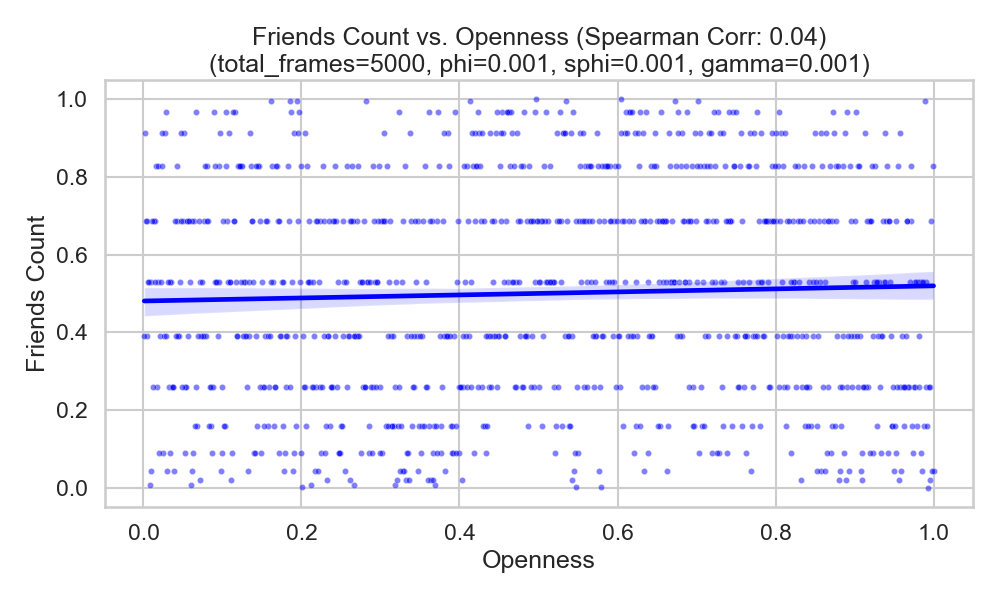 Friends Count vs. Openness (Spearman Corr: 0.04)
(total_frames=5000, phi=0.001, sphi=0.001, gamma=0.001)
1.0
0.8
0.6
0.4
0.2
0.0
Friends Count
0.0 0.2 0.4 0.6 0.8 1.0
Openness